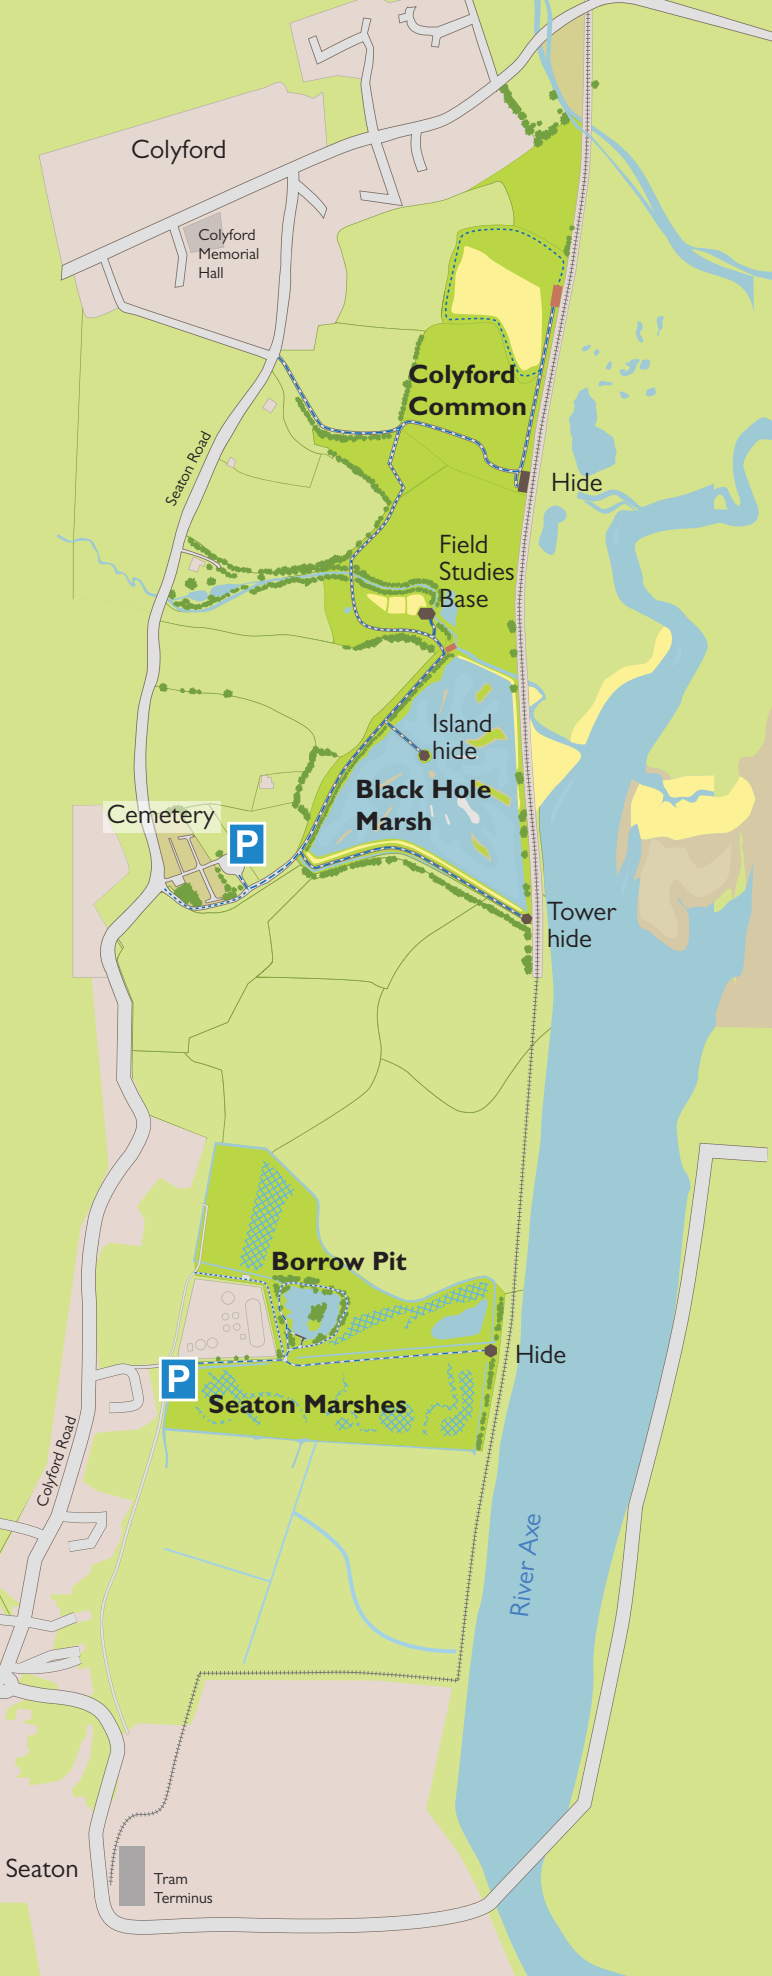 Colyford
Colyford
Memorial
Hall
Colyford
Common
Seaton Road
Hide
Field
Studies
Base
Island
hide
Black Hole
Marsh
Cemetery
P
Tower
hide
Borrow Pit
Hide
P
Seaton Marshes
Colyford Road
River Axe
Seaton
Tram
Terminus